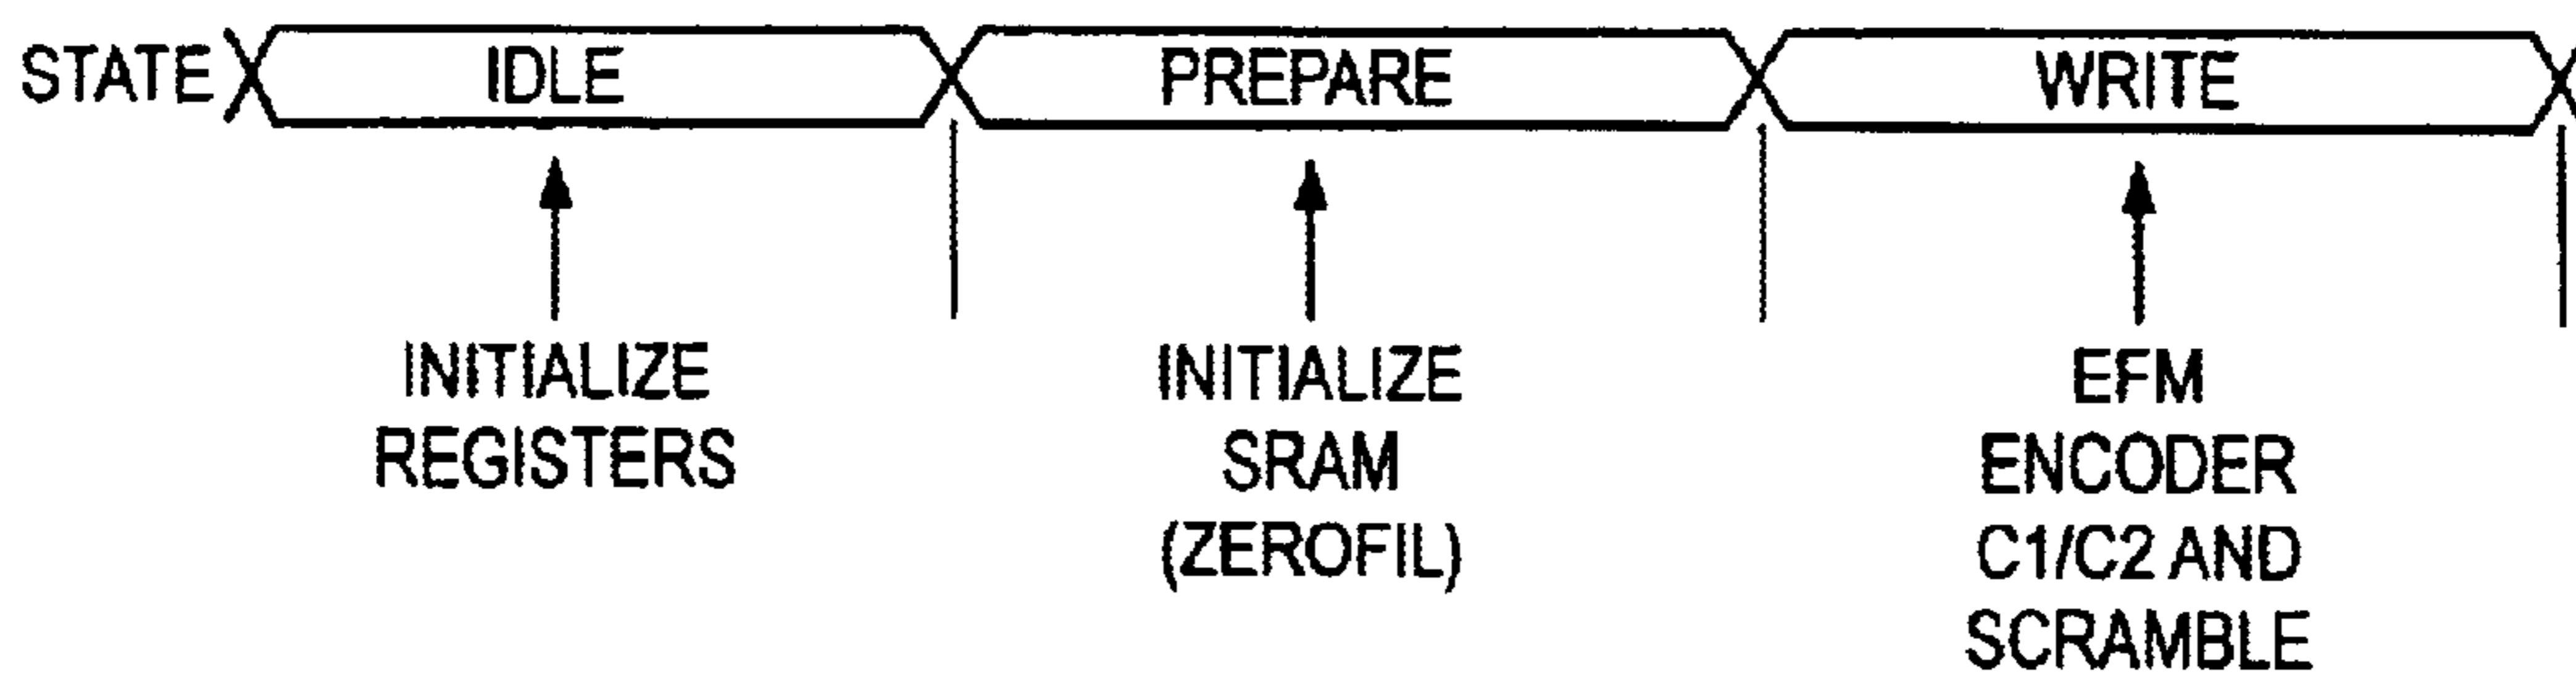 STATE IDLE PREPARE WRITE
INITIALIZE
REGISTERS
INITIALIZE
SRAM
(ZEROFIL)
EFM
ENCODER
C1/C2 AND
SCRAMBLE